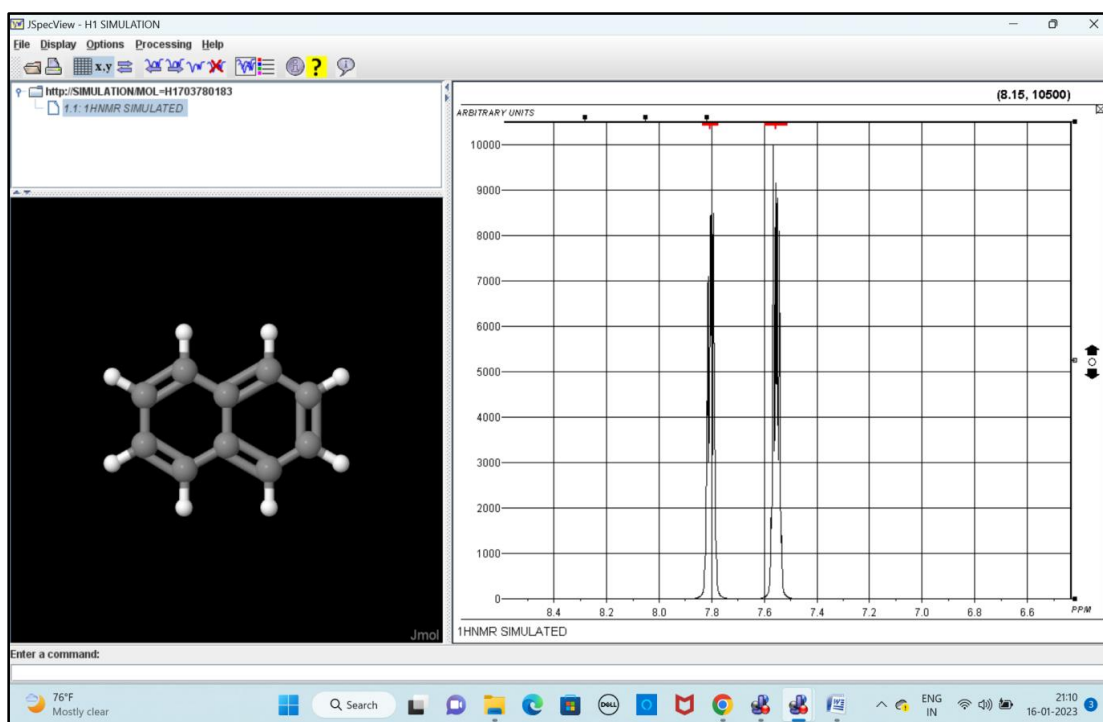 JSpecView - H1 SIMULATION
File Display Options Processing Help
x,y
?
http://SIMULATION/MOL=H1703780183
1.1: 1HNMR SIMULATED
(8.15, 10500)
ARBITRARY UNITS
10000
9000
8000
7000
6000
5000
4000
3000
2000
1000
0
8.4 8.2 8.0 7.8 7.6 7.4 7.2 7.0 6.8 6.6 PPM
Jmol
1HNMR SIMULATED
Enter a command:
76°F
Mostly clear
Search
DELL
ENG
IN
21:10
16-01-2023
3